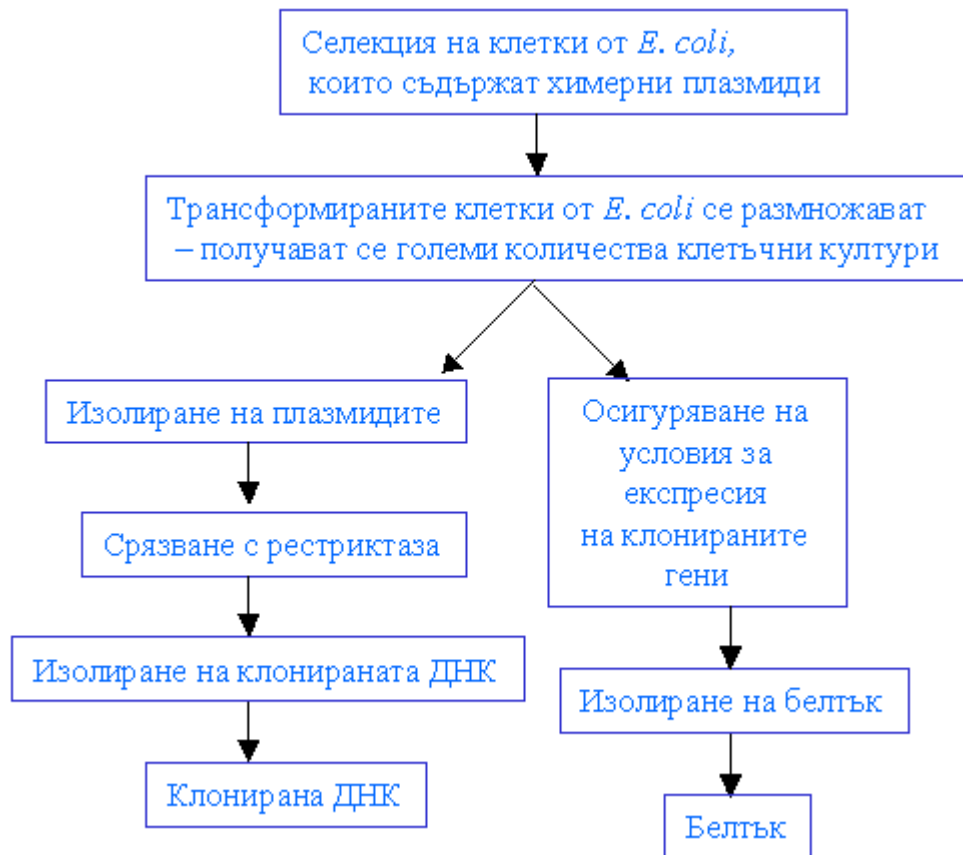 Селекция на клетки от E. coli,
които съдържат химерни плазмиди
Трансформираните клетки от E. coli се размножават
– получават се големи количества клетъчни култури
Изолиране на плазмидите
Срязване с рестриктаза
Изолиране на клонираната ДНК
Клонирана ДНК
Осигуряване на
условия за
експресия
на клонираните
гени
Изолиране на белтък
Белтък